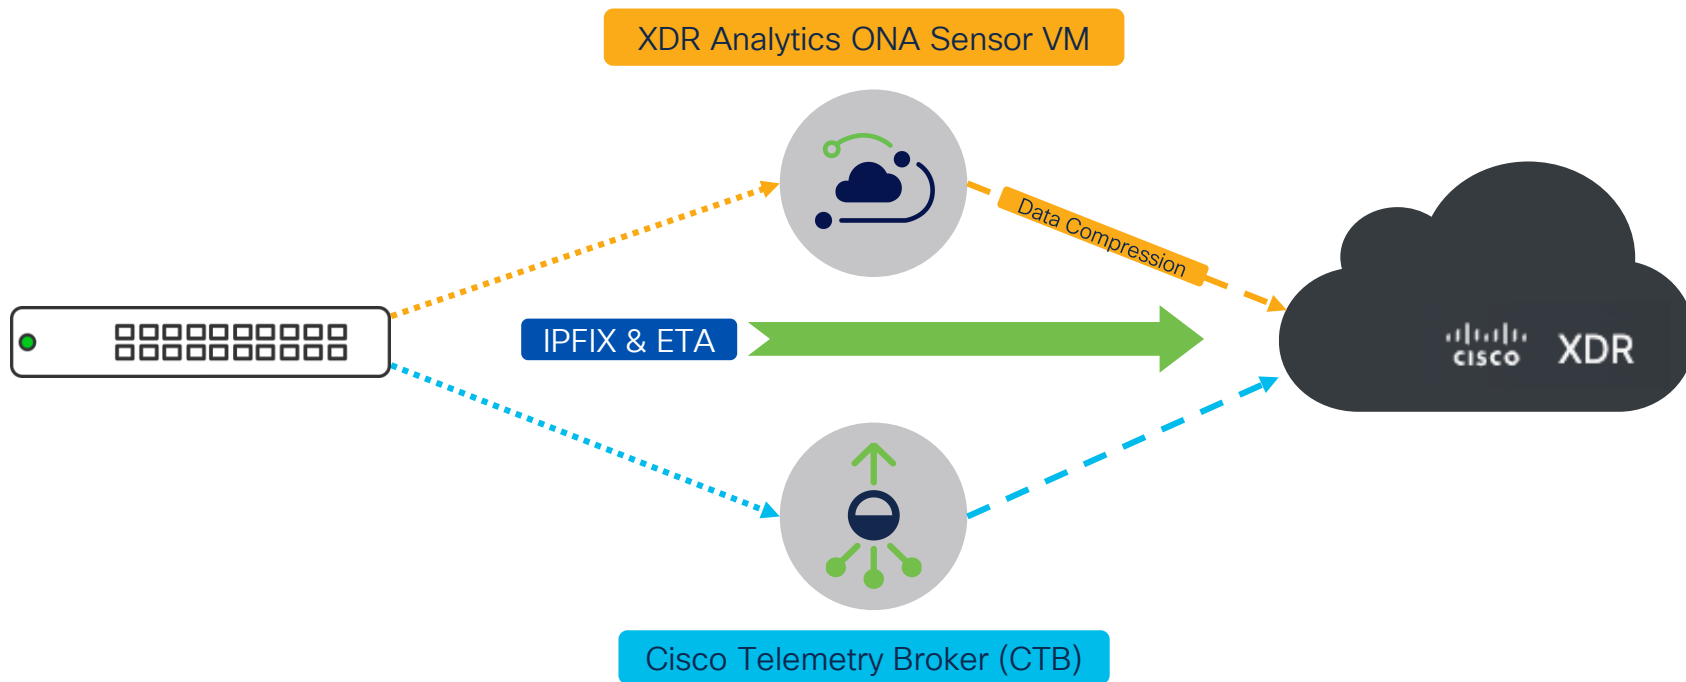 XDR Analytics ONA Sensor VM
Data Compression
IPFIX & ETA
CISCO XDR
Cisco Telemetry Broker (CTB)